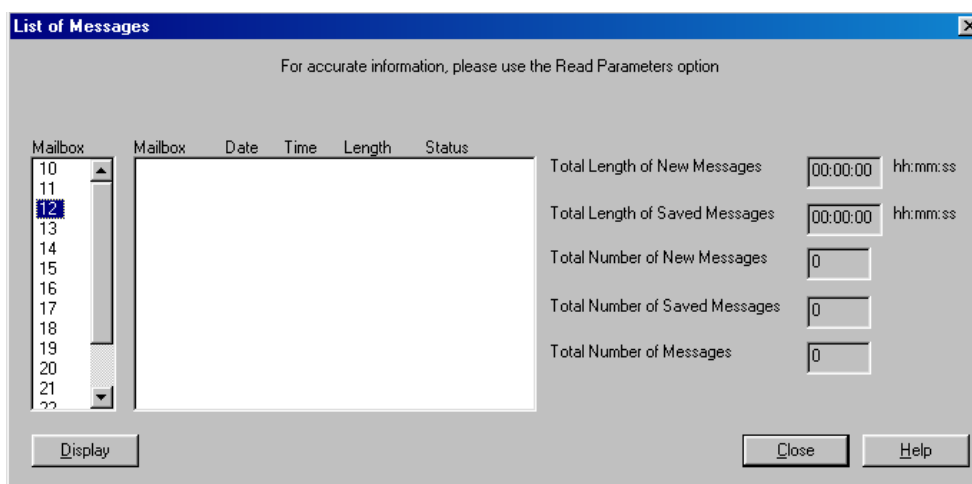 List of Messages
For accurate information, please use the Read Parameters option
Mailbox
10
11
12
13
14
15
16
17
18
19
20
21
22
Mailbox Date Time Length Status
Total Length of New Messages 00:00:00 hh:mm:ss
Total Length of Saved Messages 00:00:00 hh:mm:ss
Total Number of New Messages 0
Total Number of Saved Messages 0
Total Number of Messages 0
Display Close Help